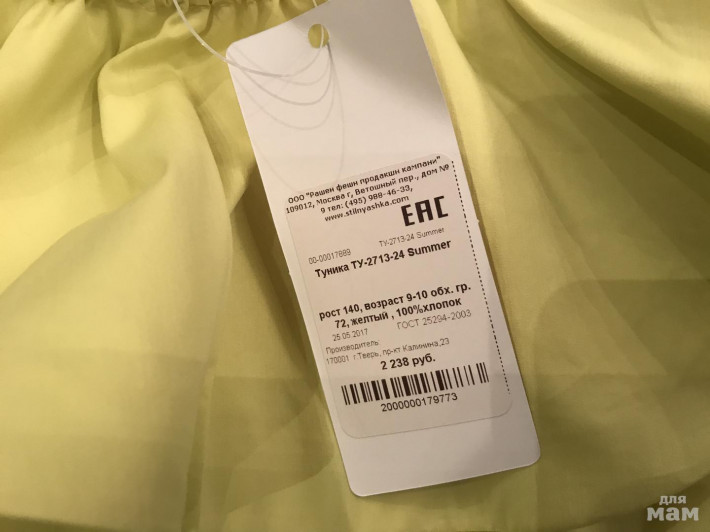 ООО "Рашен фешн продакшн кампани"
109012, Москва г, Ветошный пер., дом №
9 тел: (495) 988-46-33,
www.stilnyashka.com
EAC
00-00017889
ТУ-2713-24 Summer
Туника ТУ-2713-24 Summer
рост 140, возраст 9-10 обх. гр.
72, желтый , 100%хлопок
25.05.2017
ГОСТ 25294-2003
Производитель:
170001 г.Тверь, пр-кт Калинина,23
2 238 руб.
2000000179773
для
мам